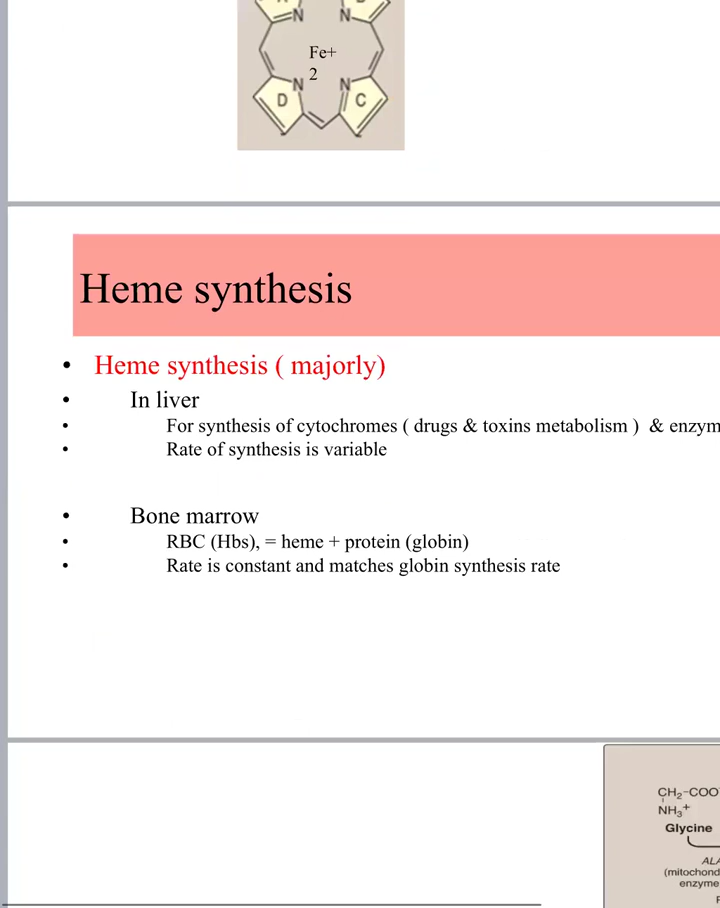 N N
Fe+
2
N N
D C
Heme synthesis
• Heme synthesis ( majorly)
• In liver
• For synthesis of cytochromes ( drugs & toxins metabolism ) & enzym
• Rate of synthesis is variable
• Bone marrow
• RBC (Hbs), = heme + protein (globin)
• Rate is constant and matches globin synthesis rate
CH₂-COO
NH₃⁺
Glycine
ALA
(mitochond
enzyme